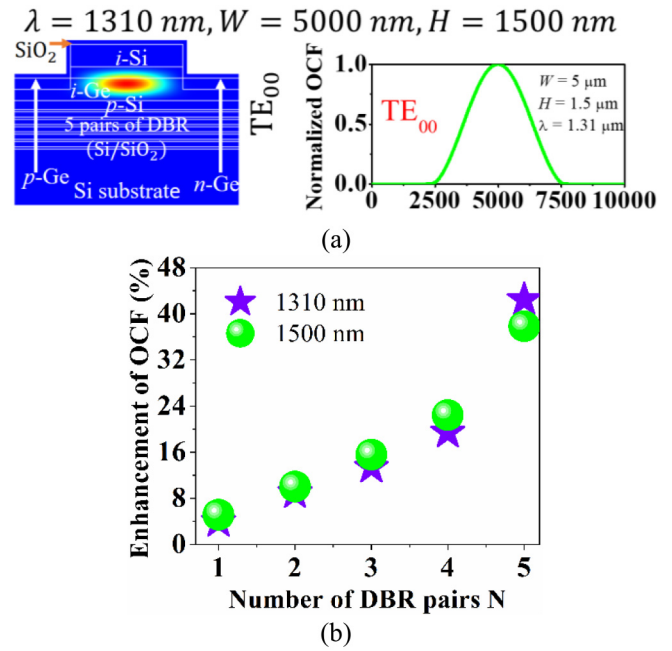 λ = 1310 nm, W = 5000 nm, H = 1500 nm
(a)
SiO₂
i-Si
i-Ge
p-Si
5 pairs of DBR
(Si/SiO₂)
p-Ge
n-Ge
Si substrate
TE₀₀
Normalized OCF
1.0
0.5
0.0
TE₀₀
W = 5 μm
H = 1.5 μm
λ = 1.31 μm
0 2500 5000 7500 10000
(a)
Enhancement of OCF (%)
48
40
32
24
16
8
0
1310 nm
1500 nm
1 2 3 4 5
Number of DBR pairs N
(b)